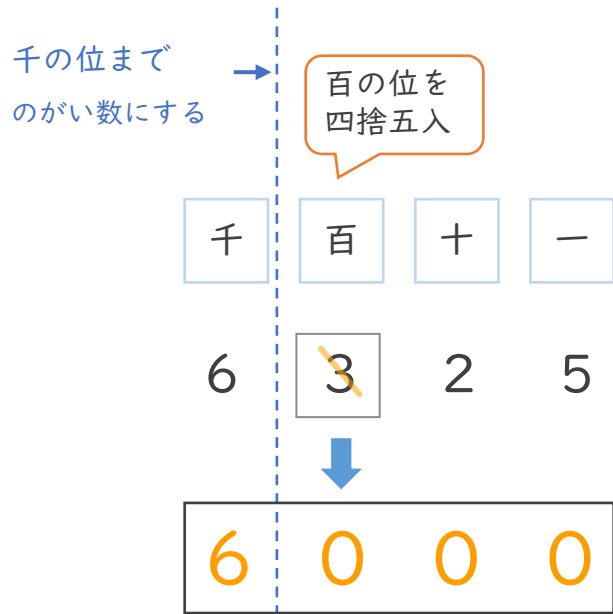 千の位まで
のがい数にする
百の位を
四捨五入
千 百 十 一
6 3 2 5
6 0 0 0